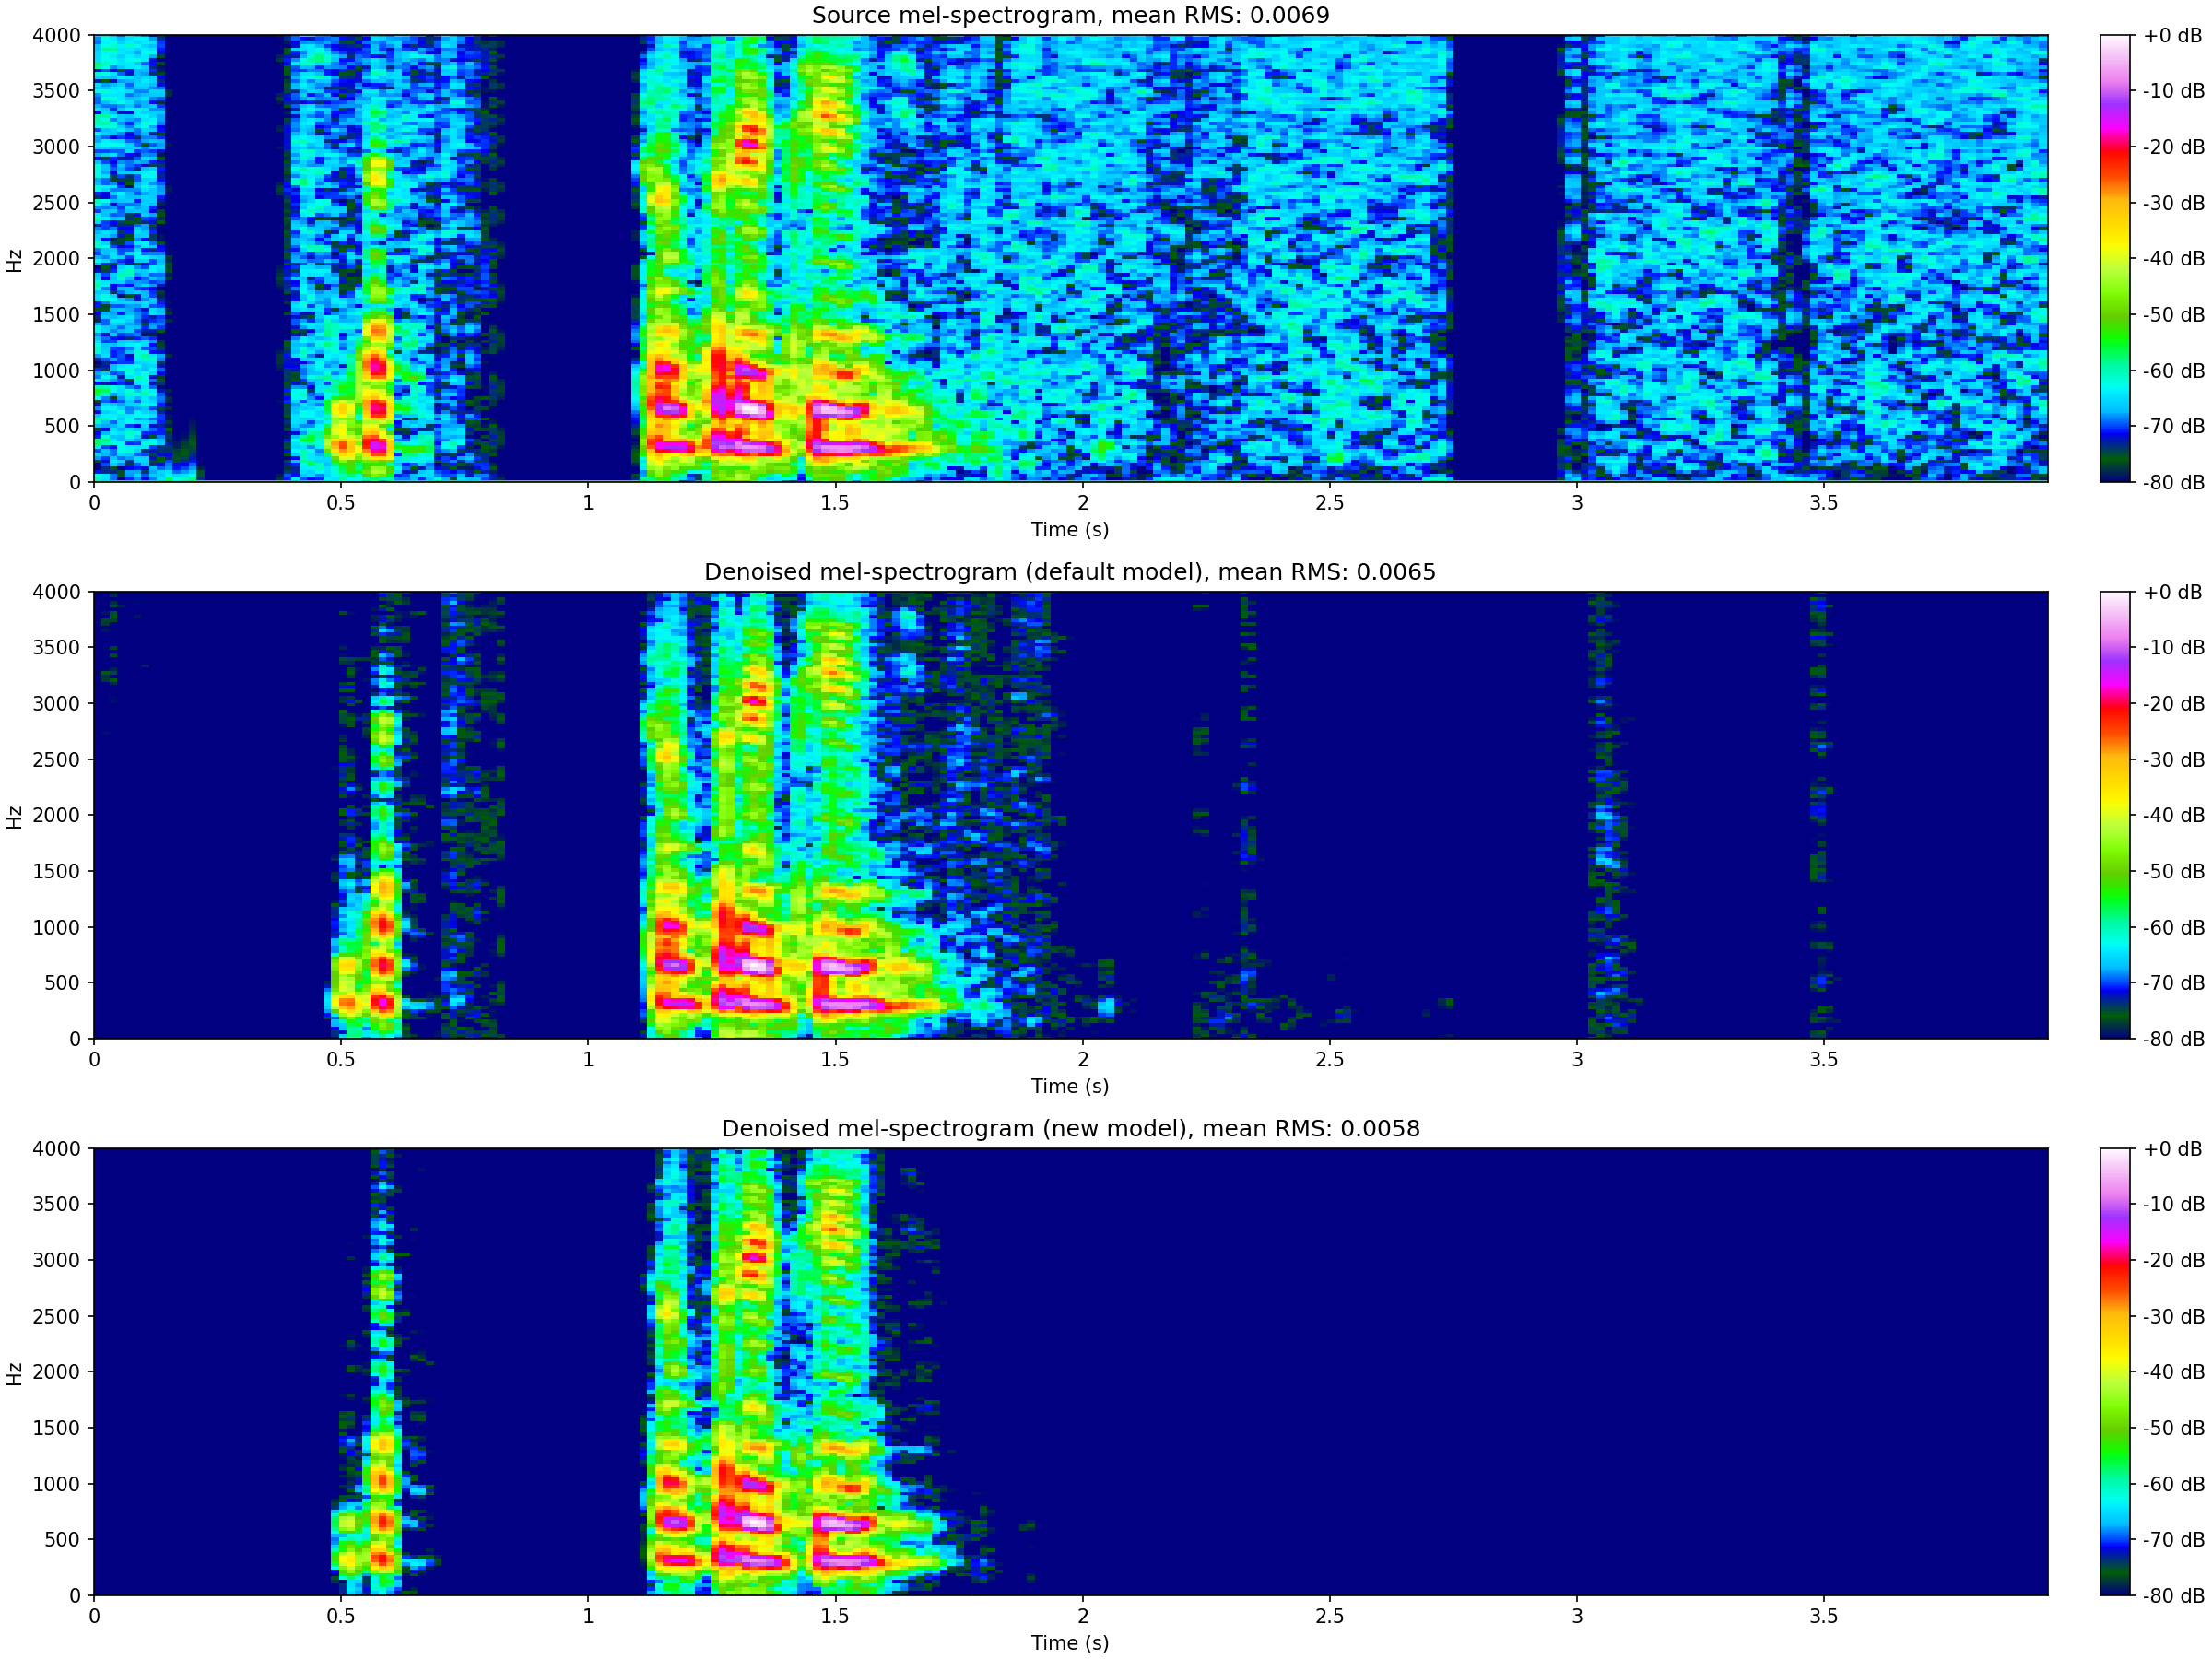 Source mel-spectrogram, mean RMS: 0.0069
4000
3500
3000
2500
2000
1500
1000
500
0
Hz
0 0.5 1 1.5 2 2.5 3 3.5
Time (s)
+0 dB
-10 dB
-20 dB
-30 dB
-40 dB
-50 dB
-60 dB
-70 dB
-80 dB
Denoised mel-spectrogram (default model), mean RMS: 0.0065
4000
3500
3000
2500
2000
1500
1000
500
0
Hz
0 0.5 1 1.5 2 2.5 3 3.5
Time (s)
+0 dB
-10 dB
-20 dB
-30 dB
-40 dB
-50 dB
-60 dB
-70 dB
-80 dB
Denoised mel-spectrogram (new model), mean RMS: 0.0058
4000
3500
3000
2500
2000
1500
1000
500
0
Hz
0 0.5 1 1.5 2 2.5 3 3.5
Time (s)
+0 dB
-10 dB
-20 dB
-30 dB
-40 dB
-50 dB
-60 dB
-70 dB
-80 dB